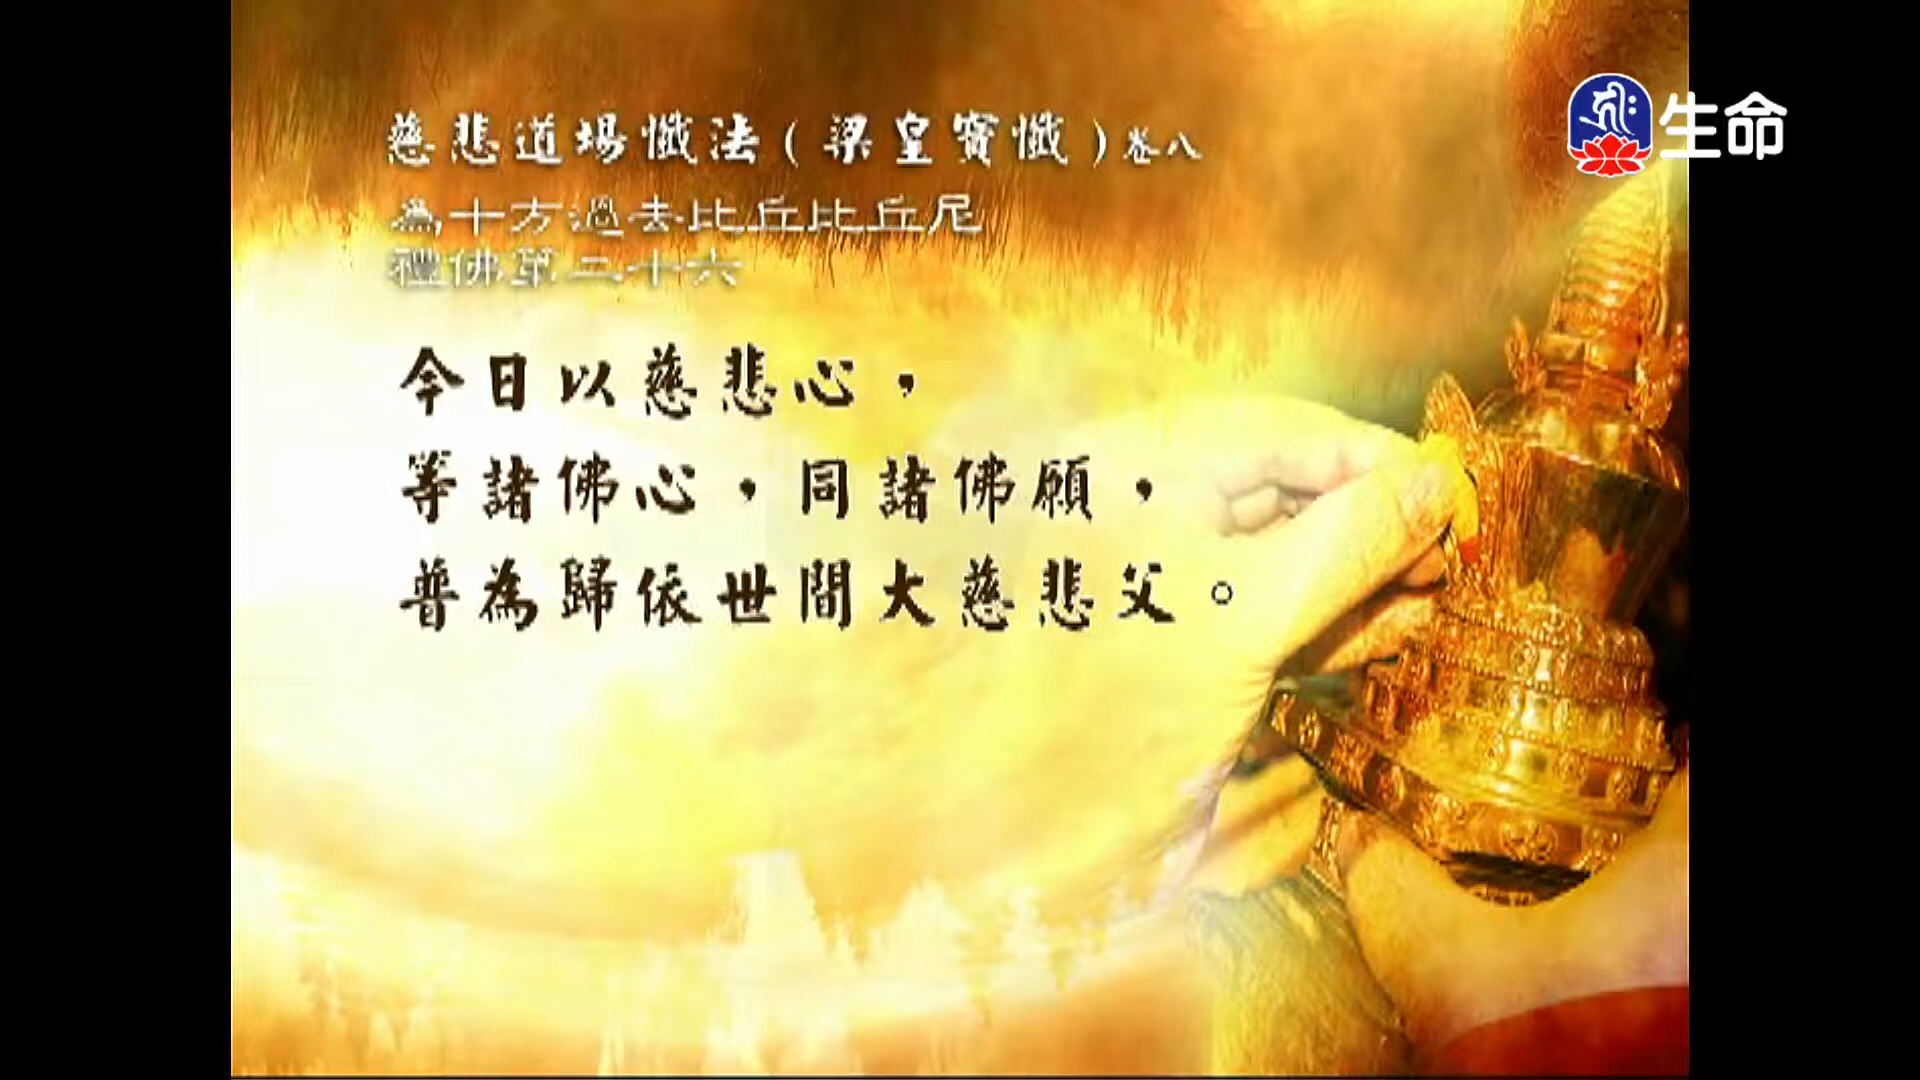 慈悲道場懺法(梁皇寶懺)卷八
為十方過去比丘比丘尼
禮佛第二十六
今日以慈悲心，
等諸佛心，同諸佛願，
普為歸依世間大慈悲父。
生命